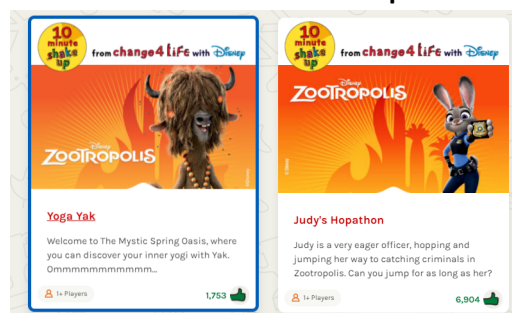 10
minute
shake
up
from change4life with Disney
Disney
ZOOTROPOLIS
Yoga Yak
Welcome to The Mystic Spring Oasis, where
you can discover your inner yogi with Yak.
Ommmmmmmmmmm...
1+ Players
1,753
10
minute
shake
up
from change4life with Disney
Disney
ZOOTROPOLIS
Judy's Hopathon
Judy is a very eager officer, hopping and
jumping her way to catching criminals in
Zootropolis. Can you jump for as long as her?
1+ Players
6,904